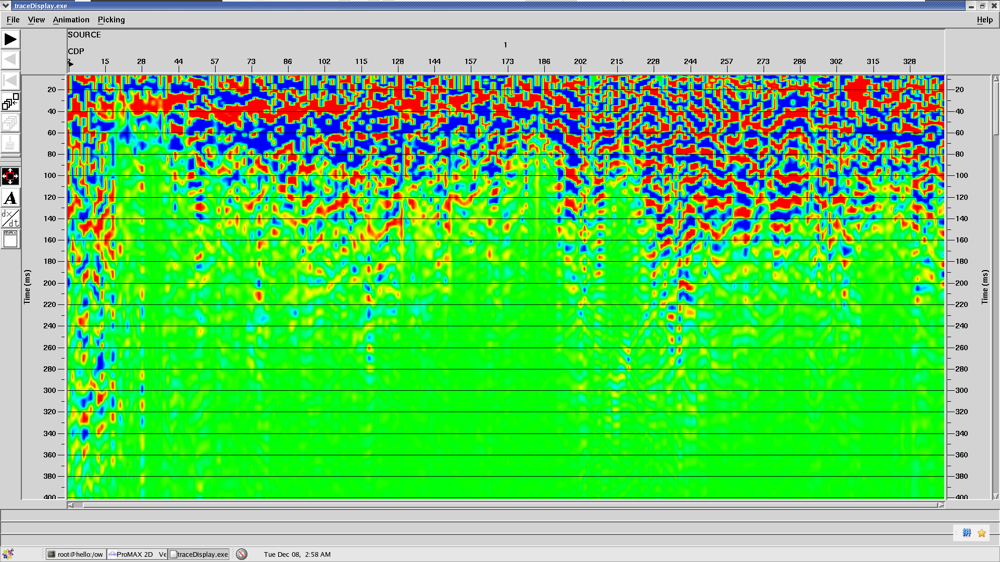 traceDisplay.exe
File View Animation Picking Help
SOURCE
1
CDP
15 28 44 57 73 86 102 115 128 144 157 173 186 202 215 228 244 257 273 286 302 315 328
20 20
40 40
60 60
80 80
100 100
120 120
140 140
160 160
180 180
200 200
220 220
240 240
260 260
280 280
300 300
320 320
340 340
360 360
380 380
400 400
Time (ms)
Time (ms)
A
dx/dt
max
拼
root@hello:/ow ProMAX 2D Ve traceDisplay.exe Tue Dec 08, 2:58 AM